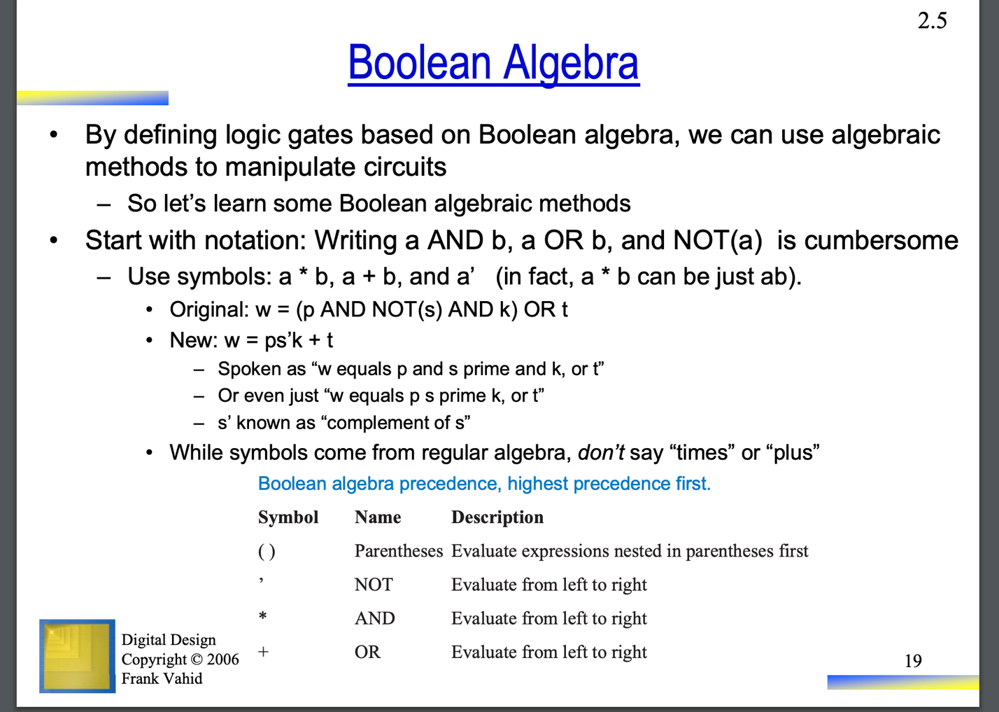 2.5
Boolean Algebra
• By defining logic gates based on Boolean algebra, we can use algebraic
methods to manipulate circuits
– So let’s learn some Boolean algebraic methods
• Start with notation: Writing a AND b, a OR b, and NOT(a)  is cumbersome
– Use symbols: a * b, a + b, and a’   (in fact, a * b can be just ab).
• Original: w = (p AND NOT(s) AND k) OR t
• New: w = ps’k + t
– Spoken as “w equals p and s prime and k, or t”
– Or even just “w equals p s prime k, or t”
– s’ known as “complement of s”
• While symbols come from regular algebra, don’t say “times” or “plus”
Boolean algebra precedence, highest precedence first.
Symbol Name Description
( ) Parentheses Evaluate expressions nested in parentheses first
’ NOT Evaluate from left to right
* AND Evaluate from left to right
+ OR Evaluate from left to right
Digital Design
Copyright © 2006
Frank Vahid
19